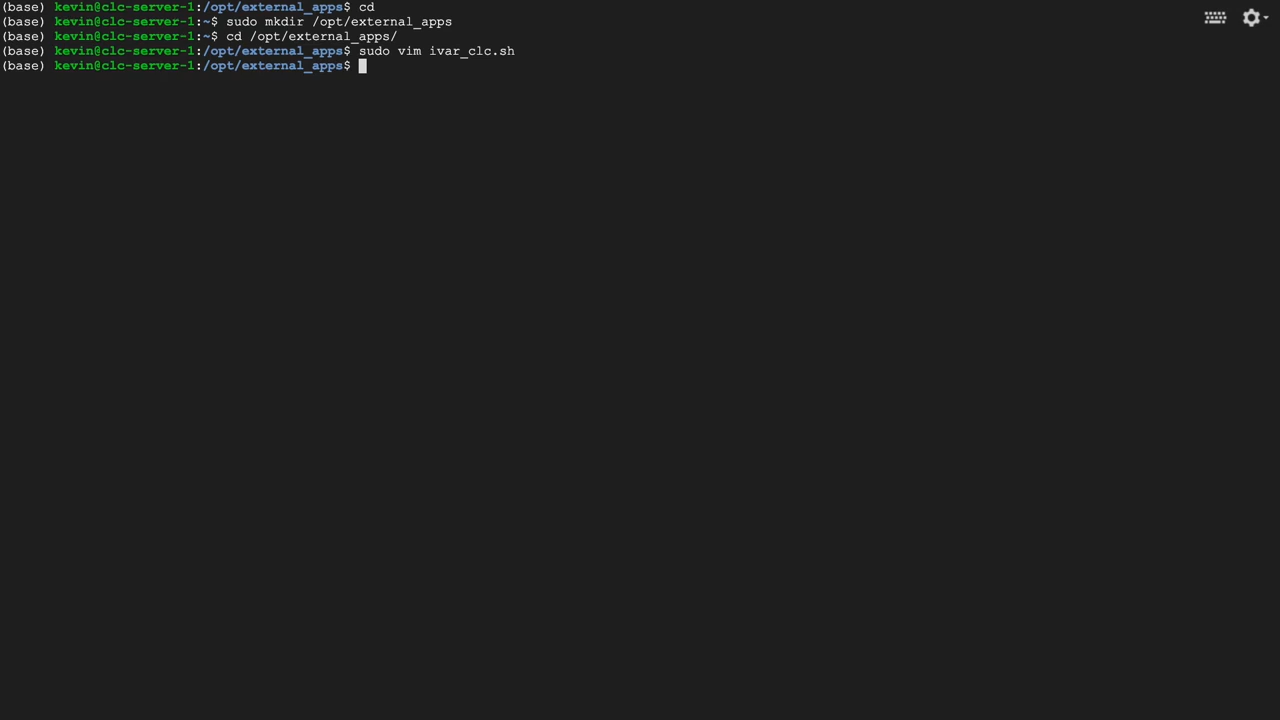 (base) kevin@clc-server-1:/opt/external_apps$ cd
(base) kevin@clc-server-1:~$ sudo mkdir /opt/external_apps
(base) kevin@clc-server-1:~$ cd /opt/external_apps/
(base) kevin@clc-server-1:/opt/external_apps$ sudo vim ivar_clc.sh
(base) kevin@clc-server-1:/opt/external_apps$